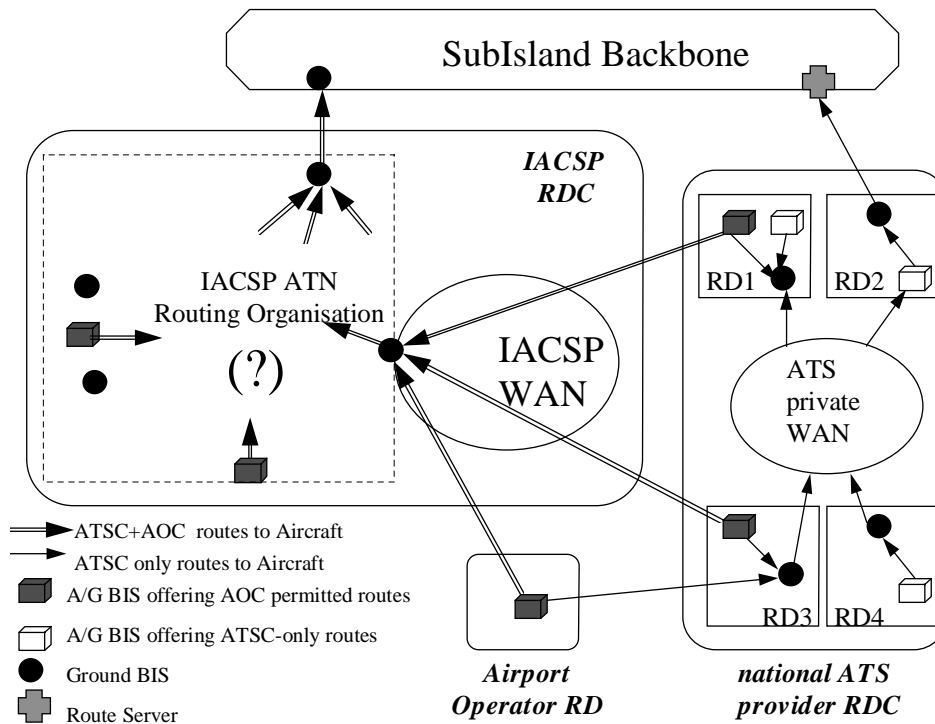 SubIsland Backbone
IACSP
RDC
IACSP ATN
Routing Organisation
(?)
IACSP
WAN
RD1
RD2
ATS
private
WAN
RD3
RD4
ATSC+AOC routes to Aircraft
ATSC only routes to Aircraft
A/G BIS offering AOC permitted routes
A/G BIS offering ATSC-only routes
Ground BIS
Route Server
Airport
Operator RD
national ATS
provider RDC